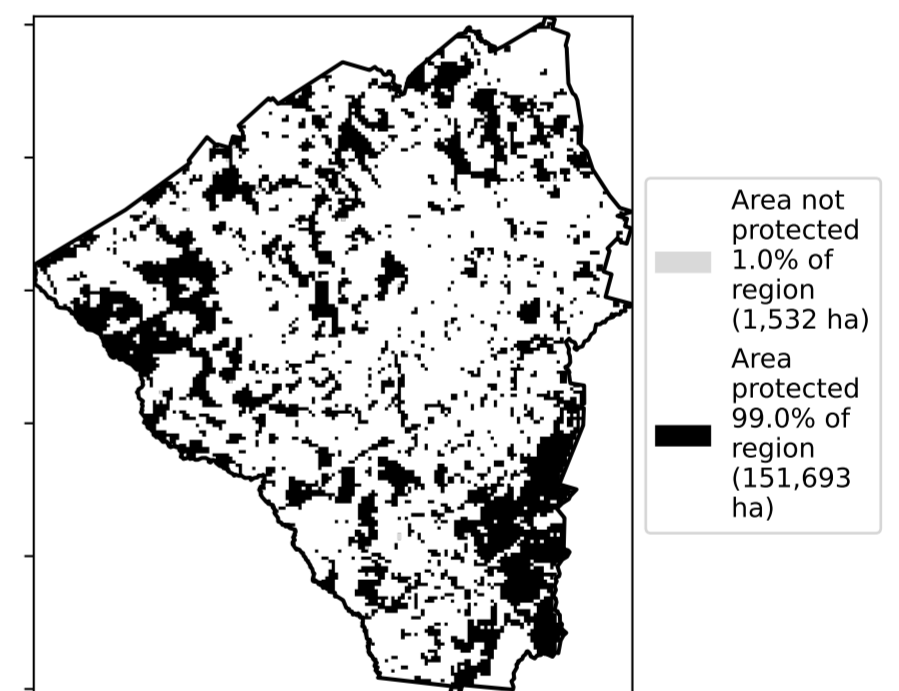 Area not
protected
1.0% of
region
(1,532 ha)
Area
protected
99.0% of
region
(151,693
ha)